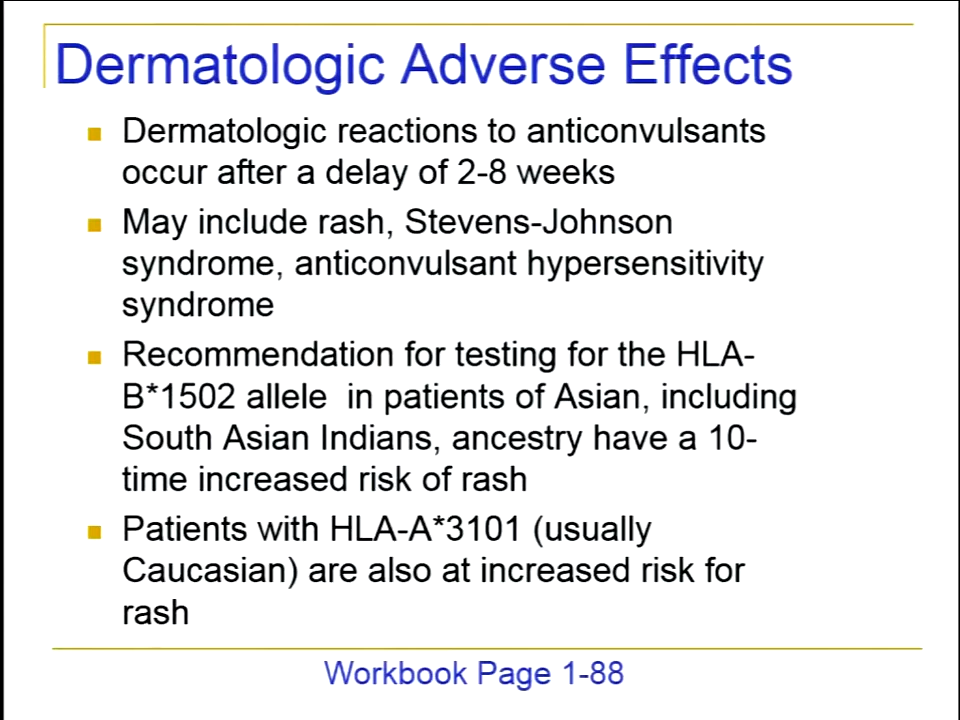 Dermatologic Adverse Effects
Dermatologic reactions to anticonvulsants
occur after a delay of 2-8 weeks
May include rash, Stevens-Johnson
syndrome, anticonvulsant hypersensitivity
syndrome
Recommendation for testing for the HLA-
B*1502 allele  in patients of Asian, including
South Asian Indians, ancestry have a 10-
time increased risk of rash
Patients with HLA-A*3101 (usually
Caucasian) are also at increased risk for
rash
Workbook Page 1-88